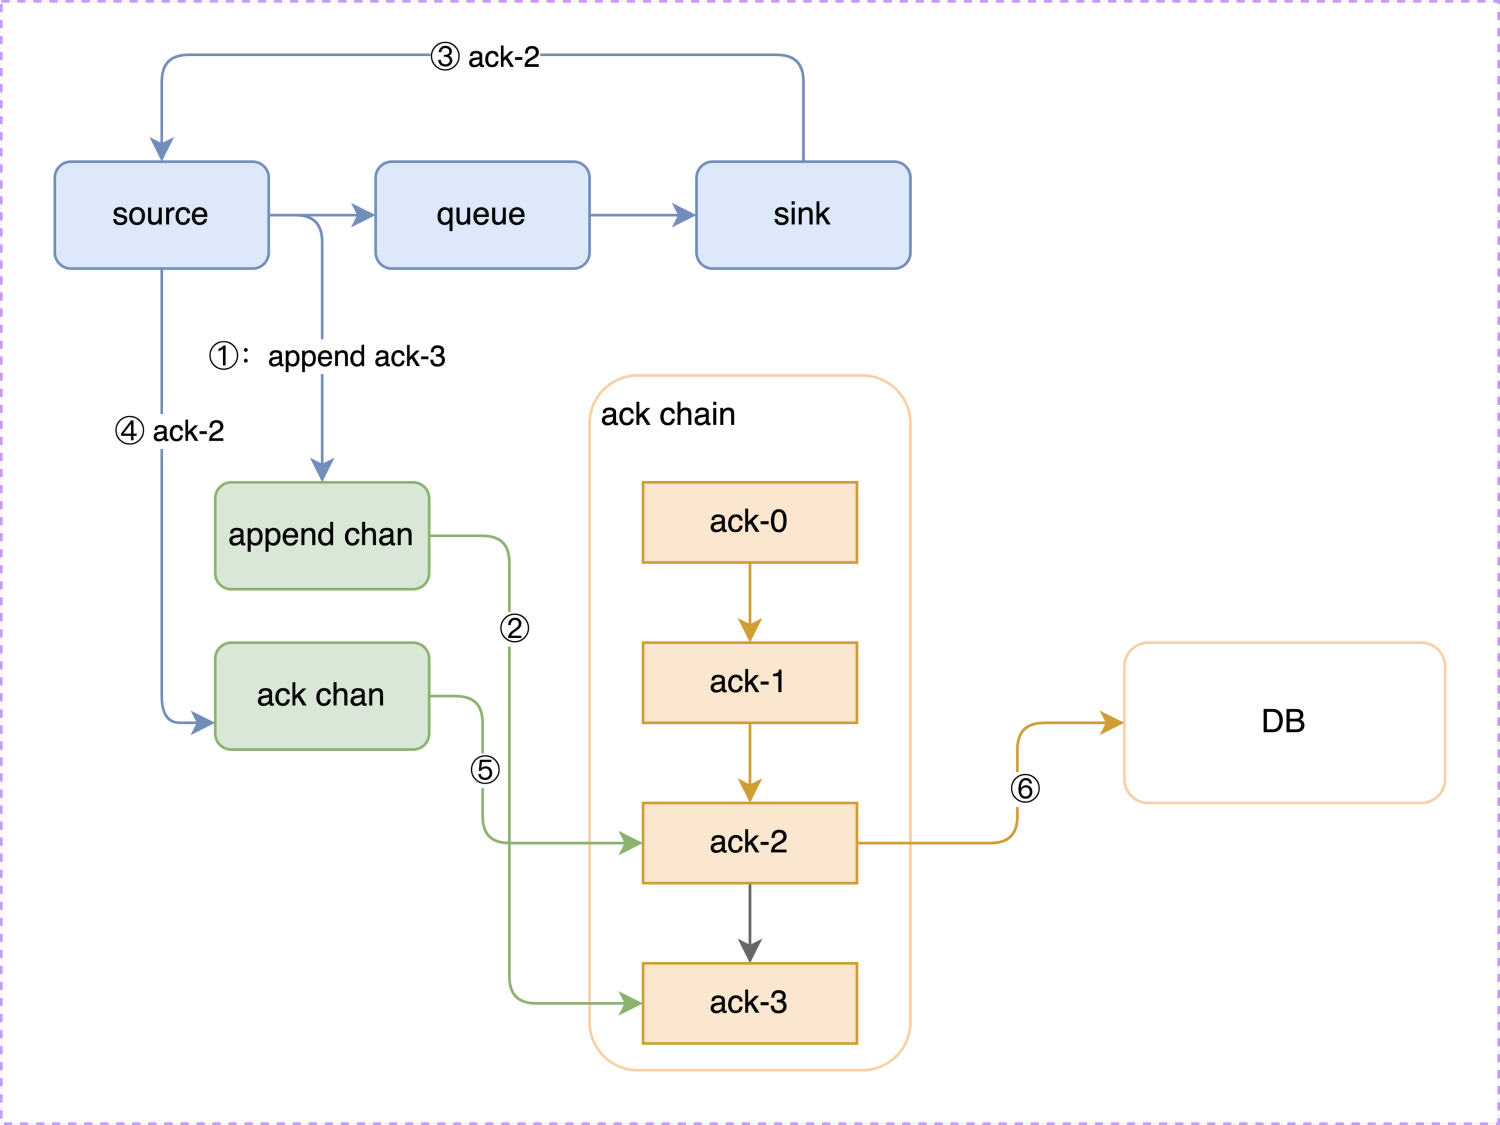 ③ ack-2
source
queue
sink
①：append ack-3
④ ack-2
ack chain
append chan
ack-0
②
ack-1
ack chan
DB
⑤
⑥
ack-2
ack-3